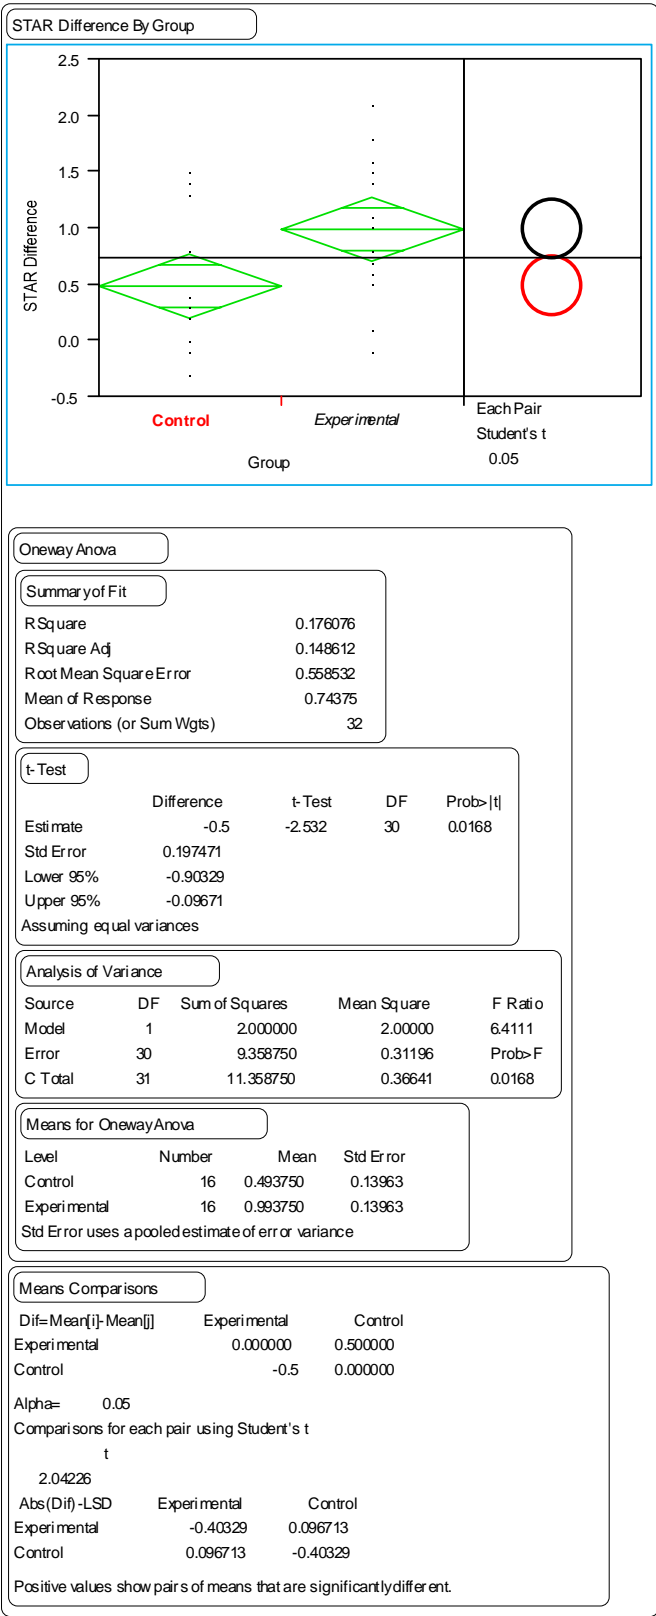 STAR Difference By Group
2.5
2.0
1.5
1.0
0.5
0.0
-0.5
STAR Difference
Control
Experimental
Group
Each Pair
Student's t
0.05
Oneway Anova
Summary of Fit
RSquare 0.176076
RSquare Adj 0.148612
Root Mean Square Error 0.558532
Mean of Response 0.74375
Observations (or Sum Wgts) 32
t-Test
Difference t-Test DF Prob>|t|
Estimate -0.5 -2.532 30 0.0168
Std Error 0.197471
Lower 95% -0.90329
Upper 95% -0.09671
Assuming equal variances
Analysis of Variance
Source DF Sum of Squares Mean Square F Ratio
Model 1 2.000000 2.00000 6.4111
Error 30 9.358750 0.31196 Prob>F
C Total 31 11.358750 0.36641 0.0168
Means for Oneway Anova
Level Number Mean Std Error
Control 16 0.493750 0.13963
Experimental 16 0.993750 0.13963
Std Error uses a pooled estimate of error variance
Means Comparisons
Dif=Mean[i]-Mean[j] Experimental Control
Experimental 0.000000 0.500000
Control -0.5 0.000000
Alpha= 0.05
Comparisons for each pair using Student's t
t
2.04226
Abs(Dif)-LSD Experimental Control
Experimental -0.40329 0.096713
Control 0.096713 -0.40329
Positive values show pairs of means that are significantly different.